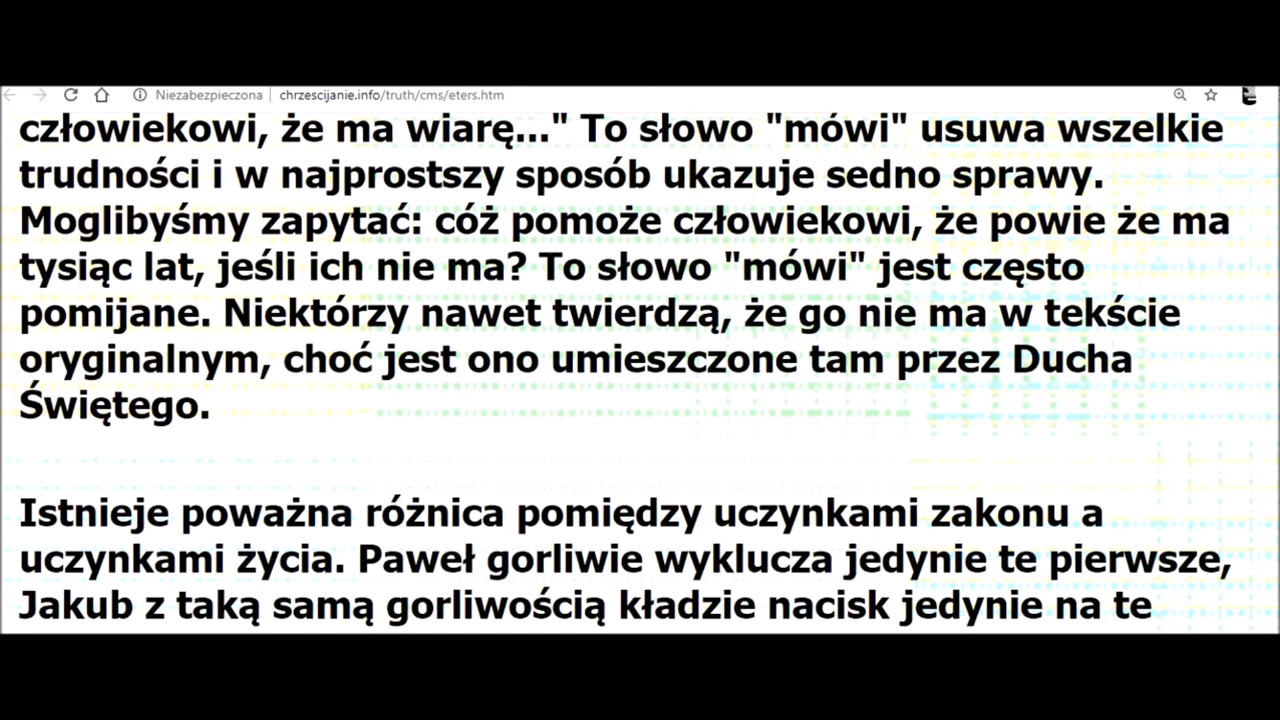 Niezabezpieczona
chrzescijanie.info/truth/cms/eters.htm
człowiekowi, że ma wiarę..." To słowo "mówi" usuwa wszelkie
trudności i w najprostszy sposób ukazuje sedno sprawy.
Moglibyśmy zapytać: cóż pomoże człowiekowi, że powie że ma
tysiąc lat, jeśli ich nie ma? To słowo "mówi" jest często
pomijane. Niektórzy nawet twierdzą, że go nie ma w tekście
oryginalnym, choć jest ono umieszczone tam przez Ducha
Świętego.
Istnieje poważna różnica pomiędzy uczynkami zakonu a
uczynkami życia. Paweł gorliwie wyklucza jedynie te pierwsze,
Jakub z taką samą gorliwością kładzie nacisk jedynie na te